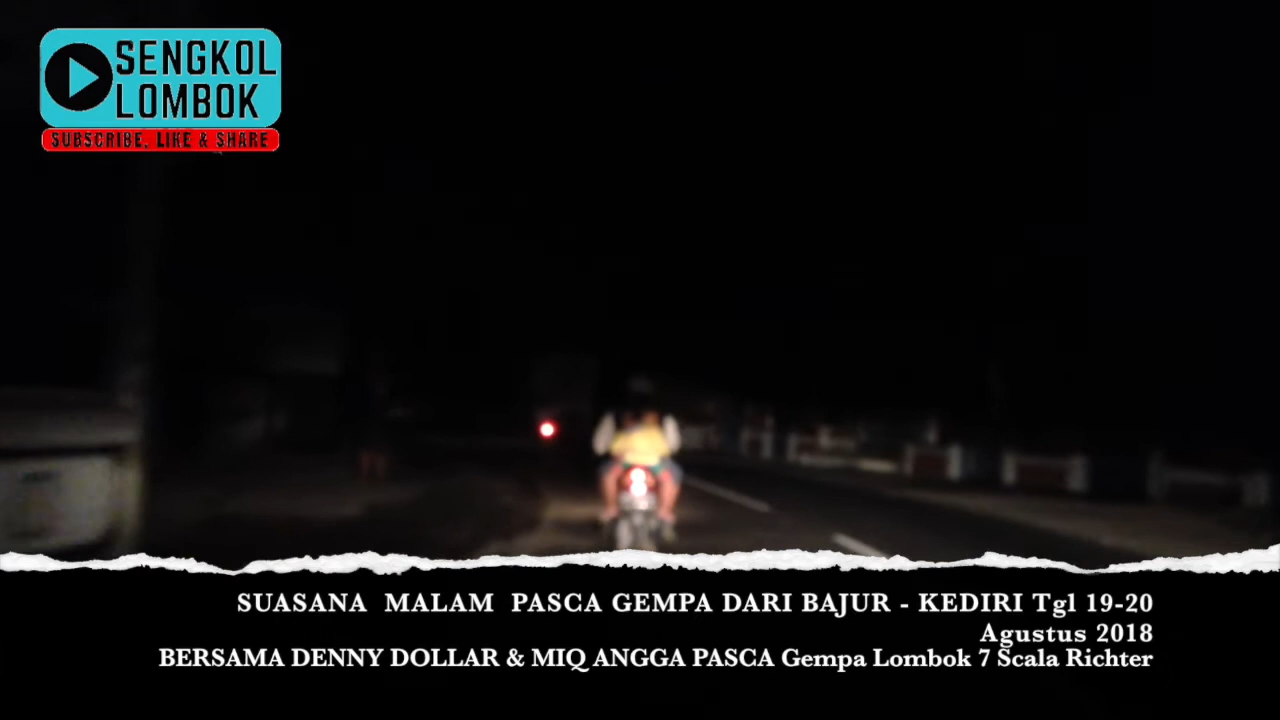 SENGKOL
LOMBOK
SUBSCRIBE, LIKE & SHARE
SUASANA MALAM PASCA GEMPA DARI BAJUR - KEDIRI Tgl 19-20
Agustus 2018
BERSAMA DENNY DOLLAR & MIQ ANGGA PASCA Gempa Lombok 7 Scala Richter